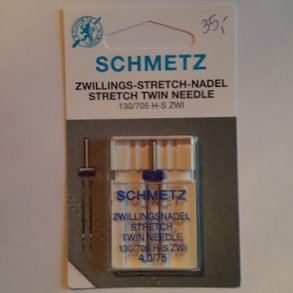 35,-
SCHMETZ
ZWILLINGS-STRETCH-NADEL
STRETCH TWIN NEEDLE
130/705 H-S ZWI
SCHMETZ
ZWILLINGSNADEL
STRETCH
TWIN NEEDLE
130/705 H-S ZWI
4,0/75